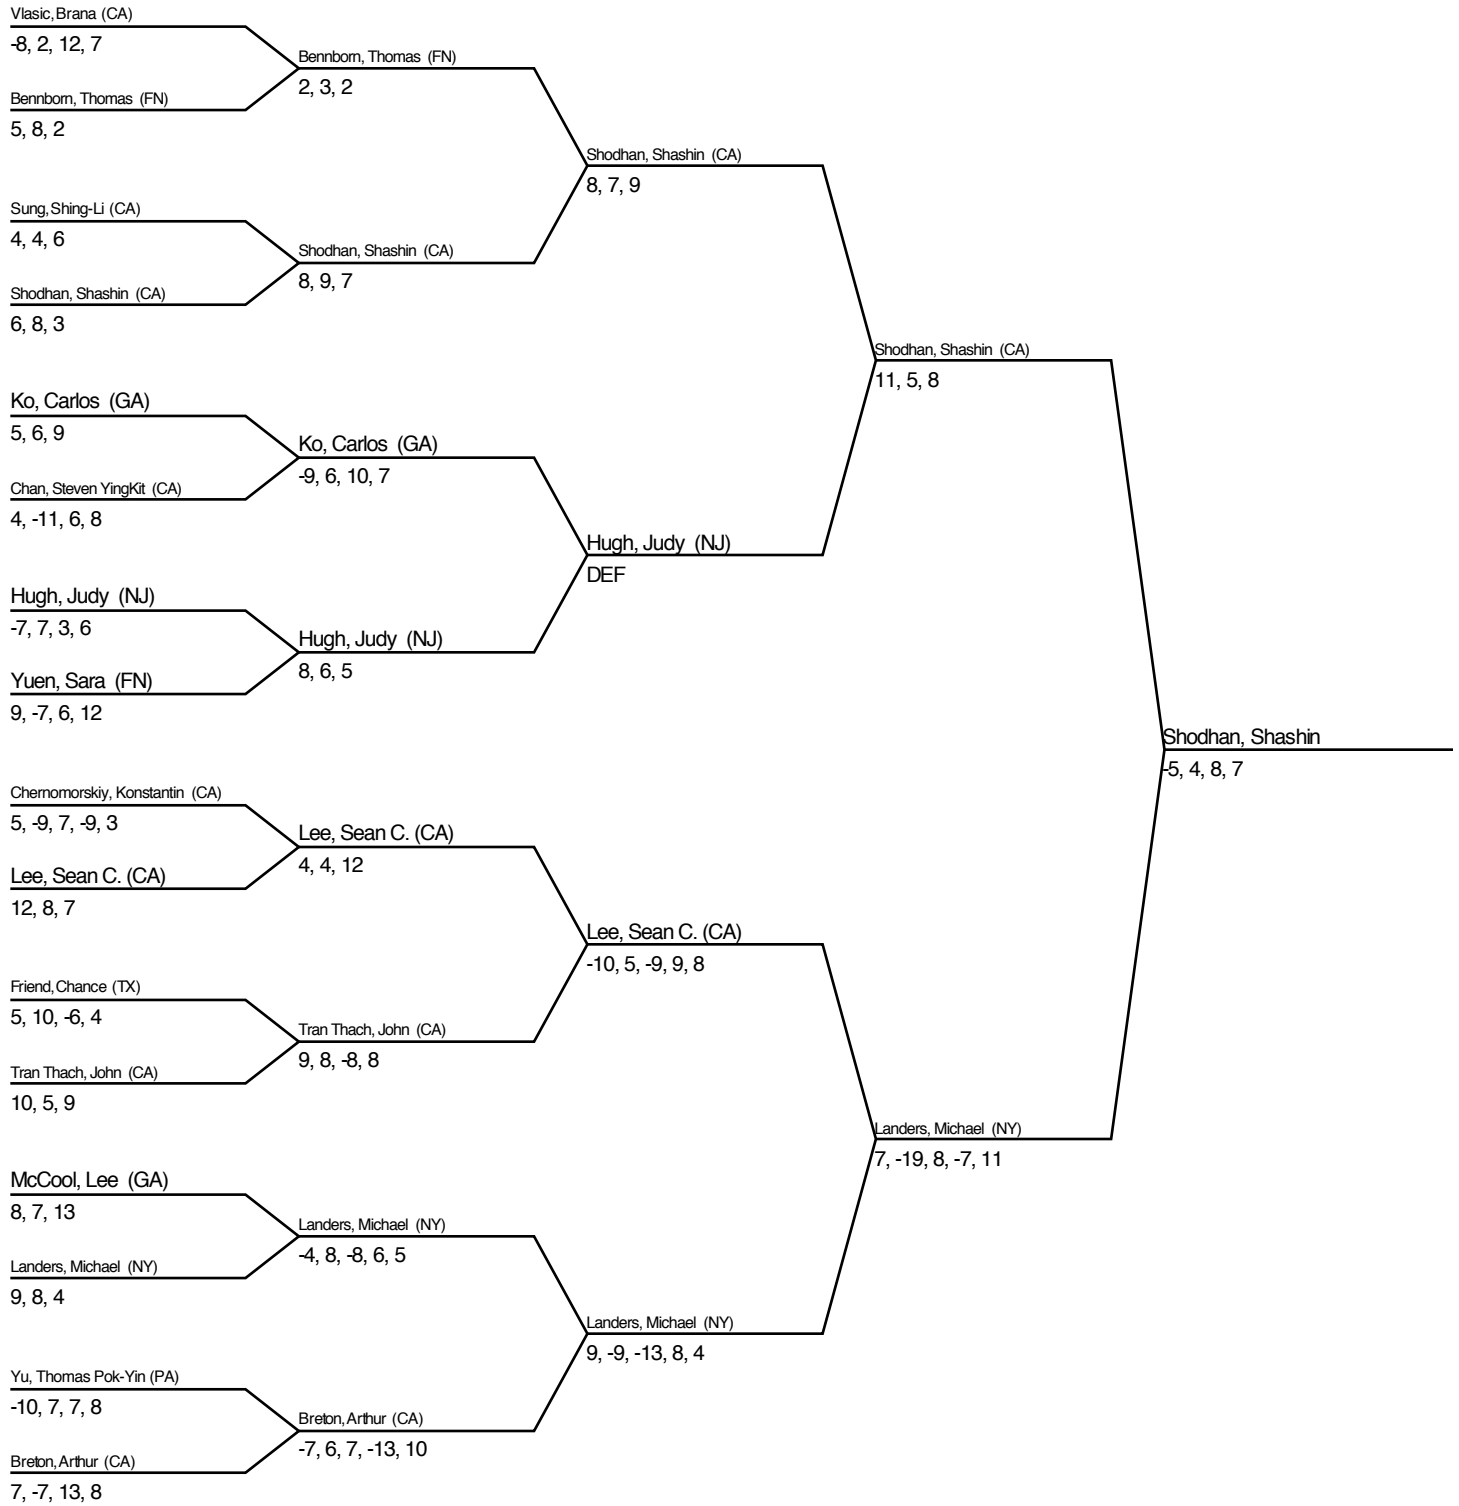 Vlasic, Brana (CA)
-8, 2, 12, 7
Bennborn, Thomas (FN)
2, 3, 2
Bennborn, Thomas (FN)
5, 8, 2
Shodhan, Shashin (CA)
8, 7, 9
Sung, Shing-Li (CA)
4, 4, 6
Shodhan, Shashin (CA)
8, 9, 7
Shodhan, Shashin (CA)
6, 8, 3
Shodhan, Shashin (CA)
11, 5, 8
Ko, Carlos (GA)
5, 6, 9
Ko, Carlos (GA)
-9, 6, 10, 7
Chan, Steven YingKit (CA)
4, -11, 6, 8
Hugh, Judy (NJ)
DEF
Hugh, Judy (NJ)
-7, 7, 3, 6
Hugh, Judy (NJ)
8, 6, 5
Yuen, Sara (FN)
9, -7, 6, 12
Shodhan, Shashin
-5, 4, 8, 7
Chernomorskiy, Konstantin (CA)
5, -9, 7, -9, 3
Lee, Sean C. (CA)
4, 4, 12
Lee, Sean C. (CA)
12, 8, 7
Lee, Sean C. (CA)
-10, 5, -9, 9, 8
Friend, Chance (TX)
5, 10, -6, 4
Tran Thach, John (CA)
9, 8, -8, 8
Tran Thach, John (CA)
10, 5, 9
Landers, Michael (NY)
7, -19, 8, -7, 11
McCool, Lee (GA)
8, 7, 13
Landers, Michael (NY)
-4, 8, -8, 6, 5
Landers, Michael (NY)
9, 8, 4
Landers, Michael (NY)
9, -9, -13, 8, 4
Yu, Thomas Pok-Yin (PA)
-10, 7, 7, 8
Breton, Arthur (CA)
-7, 6, 7, -13, 10
Breton, Arthur (CA)
7, -7, 13, 8